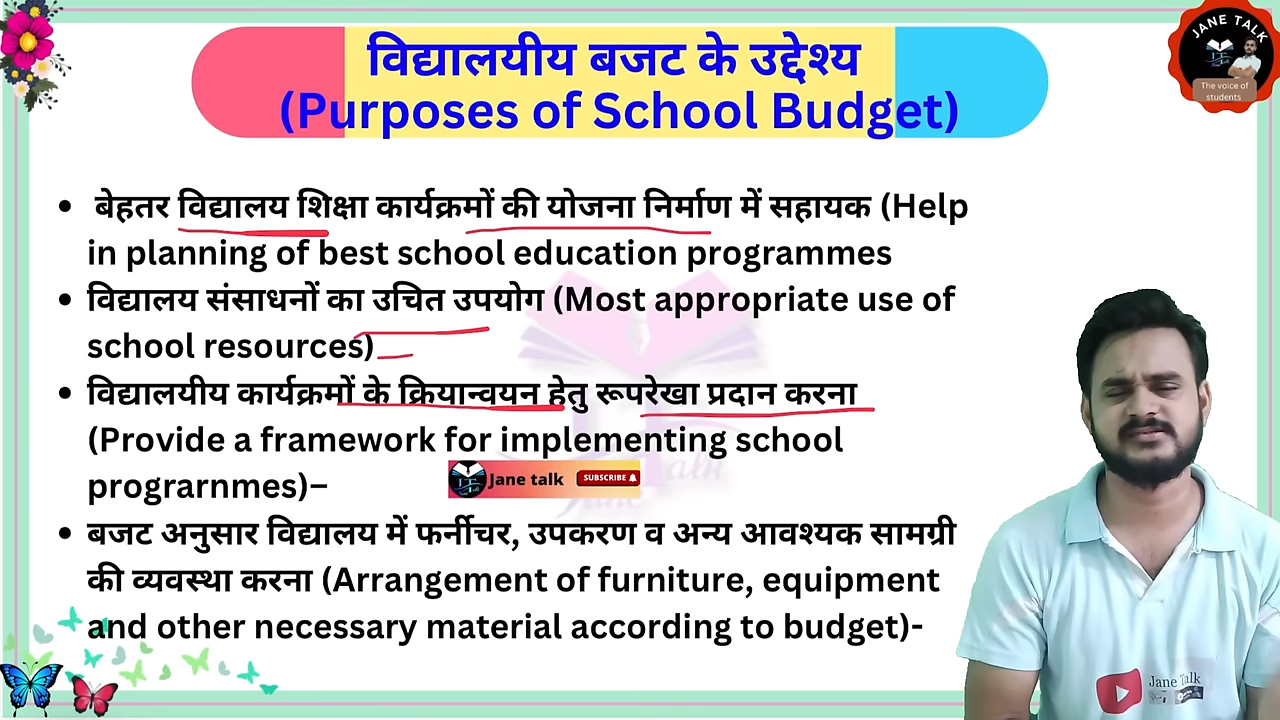 विद्यालयीय बजट के उद्देश्य
(Purposes of School Budget)
JANE TALK
The voice of
students
• बेहतर विद्यालय शिक्षा कार्यक्रमों की योजना निर्माण में सहायक (Help
in planning of best school education programmes
• विद्यालय संसाधनों का उचित उपयोग (Most appropriate use of
school resources)
• विद्यालयीय कार्यक्रमों के क्रियान्वयन हेतु रूपरेखा प्रदान करना
(Provide a framework for implementing school
prograrnmes)–
Jane talk SUBSCRIBE
• बजट अनुसार विद्यालय में फर्नीचर, उपकरण व अन्य आवश्यक सामग्री
की व्यवस्था करना (Arrangement of furniture, equipment
and other necessary material according to budget)-
Jane Talk